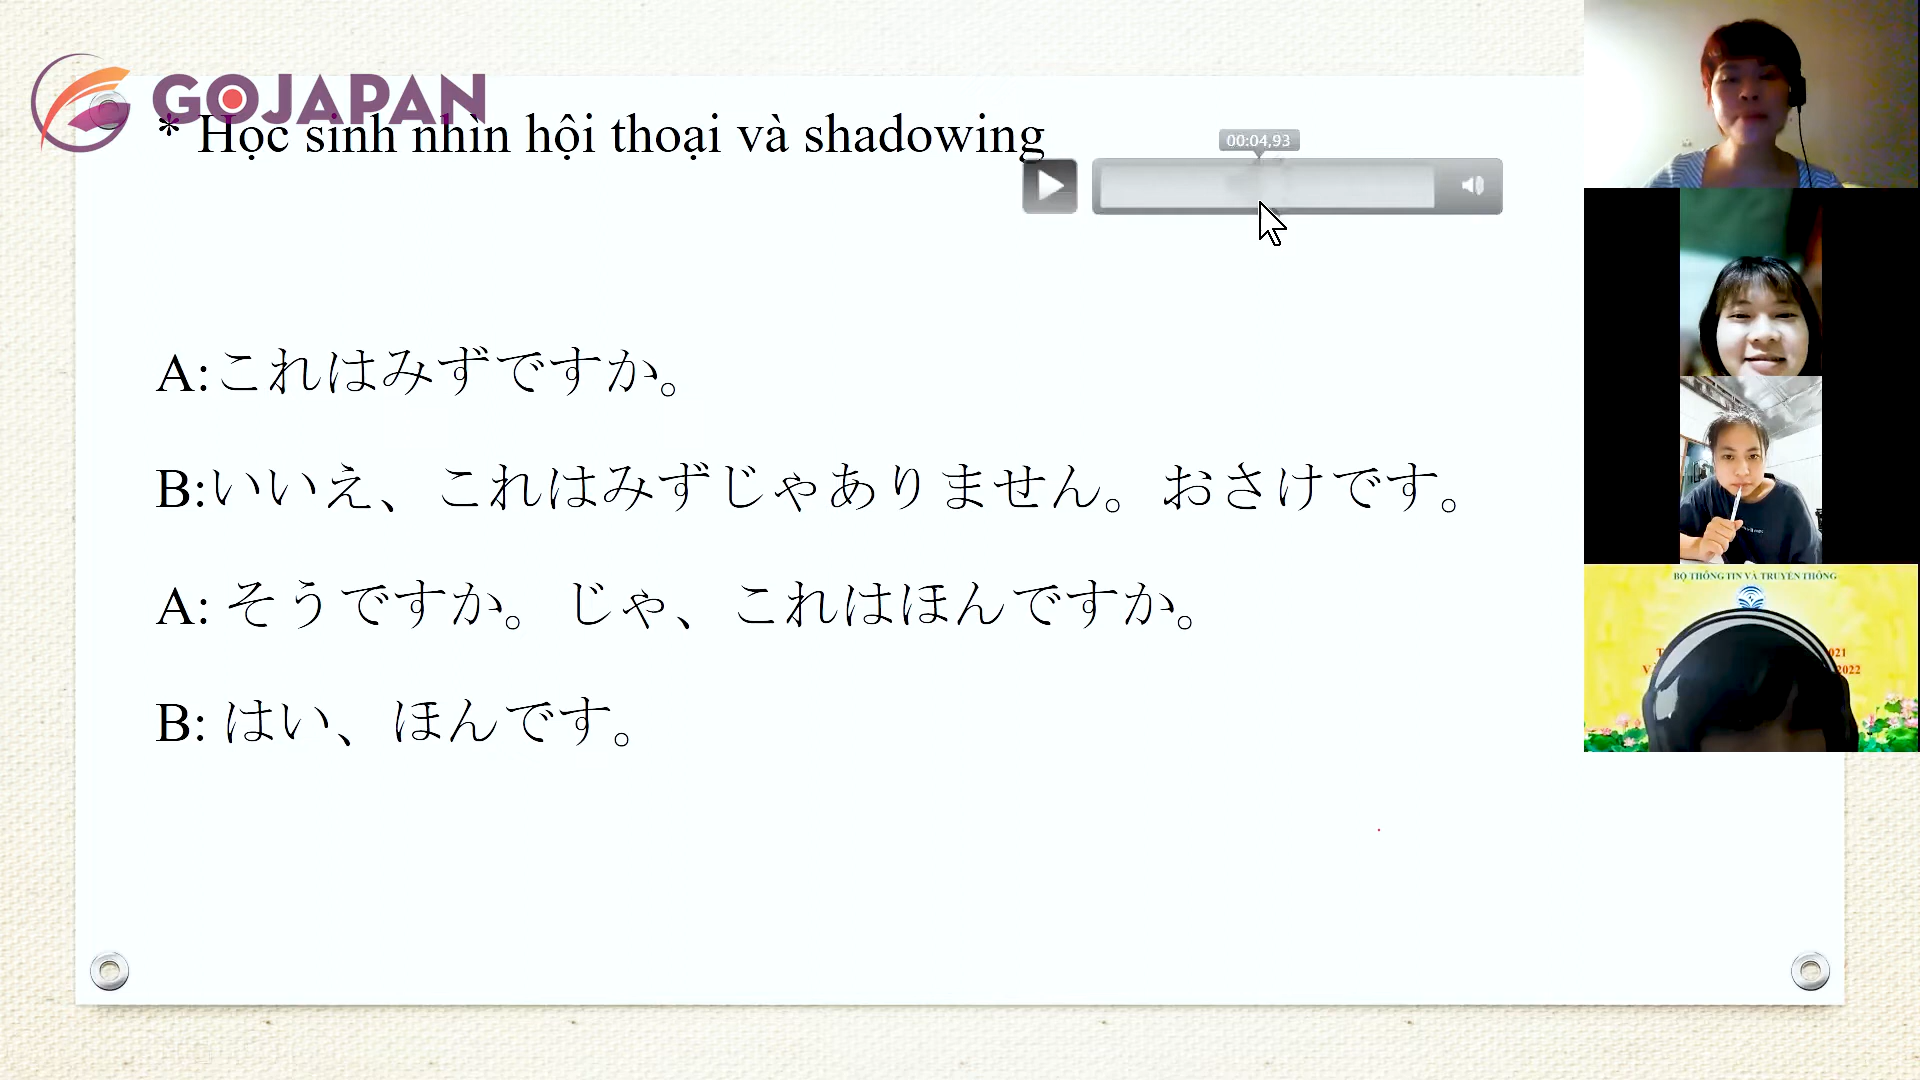 GOJAPAN
* Học sinh nhìn hội thoại và shadowing
00:04,93
A:これはみずですか。
B:いいえ、これはみずじゃありません。おさけです。
A: そうですか。じゃ、これはほんですか。
B: はい、ほんです。
BỘ THÔNG TIN VÀ TRUYỀN THÔNG
T 021
V 2022